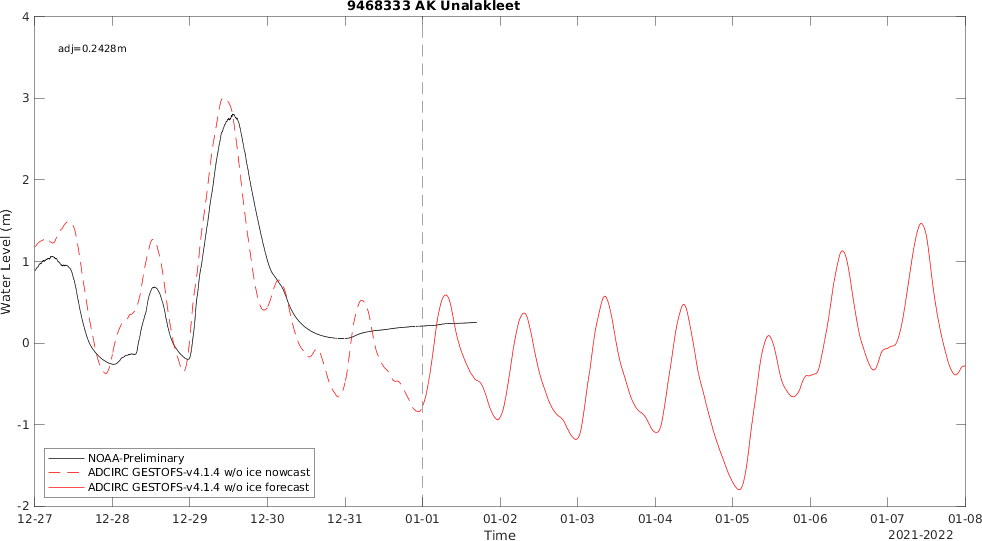 9468333 AK Unalakleet
adj=0.2428m
4
3
2
1
0
-1
-2
Water Level (m)
NOAA-Preliminary
ADCIRC GESTOFS-v4.1.4 w/o ice nowcast
ADCIRC GESTOFS-v4.1.4 w/o ice forecast
12-27 12-28 12-29 12-30 12-31 01-01 01-02 01-03 01-04 01-05 01-06 01-07 01-08
Time
2021-2022